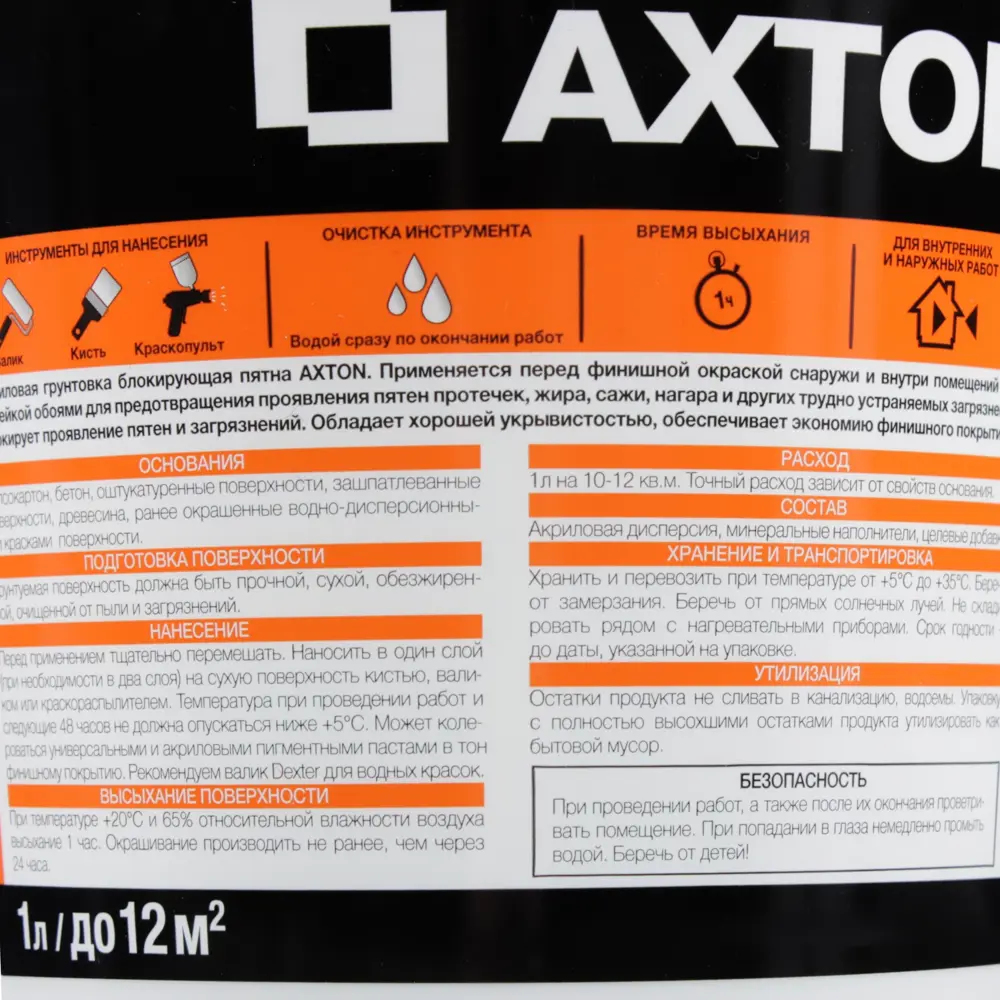 AXTON
ИНСТРУМЕНТЫ ДЛЯ НАНЕСЕНИЯ
Валик
Кисть
Краскопульт
ОЧИСТКА ИНСТРУМЕНТА
Водой сразу по окончании работ
ВРЕМЯ ВЫСЫХАНИЯ
1ч
ДЛЯ ВНУТРЕННИХ
И НАРУЖНЫХ РАБОТ
иловая грунтовка блокирующая пятна AXTON. Применяется перед финишной окраской снаружи и внутри помещений
ейкой обоями для предотвращения проявления пятен протечек, жира, сажи, нагара и других трудно устраняемых загрязне
окирует проявление пятен и загрязнений. Обладает хорошей укрывистостью, обеспечивает экономию финишного покрыти
ОСНОВАНИЯ
псокартон, бетон, оштукатуренные поверхности, зашпатлеванные
верхности, древесина, ранее окрашенные водно-дисперсионны-
и красками поверхности.
ПОДГОТОВКА ПОВЕРХНОСТИ
рунтуемая поверхность должна быть прочной, сухой, обезжирен-
ой, очищенной от пыли и загрязнений.
НАНЕСЕНИЕ
Перед применением тщательно перемешать. Наносить в один слой
(при необходимости в два слоя) на сухую поверхность кистью, вали-
ком или краскораспылителем. Температура при проведении работ и
следующие 48 часов не должна опускаться ниже +5°С. Может коле-
роваться универсальными и акриловыми пигментными пастами в тон
финишному покрытию. Рекомендуем валик Dexter для водных красок.
ВЫСЫХАНИЕ ПОВЕРХНОСТИ
При температуре +20°С и 65% относительной влажности воздуха
высыхание 1 час. Окрашивание производить не ранее, чем через
24 часа.
РАСХОД
1л на 10-12 кв.м. Точный расход зависит от свойств основания.
СОСТАВ
Акриловая дисперсия, минеральные наполнители, целевые добавк
ХРАНЕНИЕ И ТРАНСПОРТИРОВКА
Хранить и перевозить при температуре от +5°С до +35°С. Бере-
от замерзания. Беречь от прямых солнечных лучей. Не склади
ровать рядом с нагревательными приборами. Срок годности -
до даты, указанной на упаковке.
УТИЛИЗАЦИЯ
Остатки продукта не сливать в канализацию, водоемы. Упаковку
с полностью высохшими остатками продукта утилизировать как
бытовой мусор.
БЕЗОПАСНОСТЬ
При проведении работ, а также после их окончания проветри-
вать помещение. При попадании в глаза немедленно промыть
водой. Беречь от детей!
1л / до 12 м²